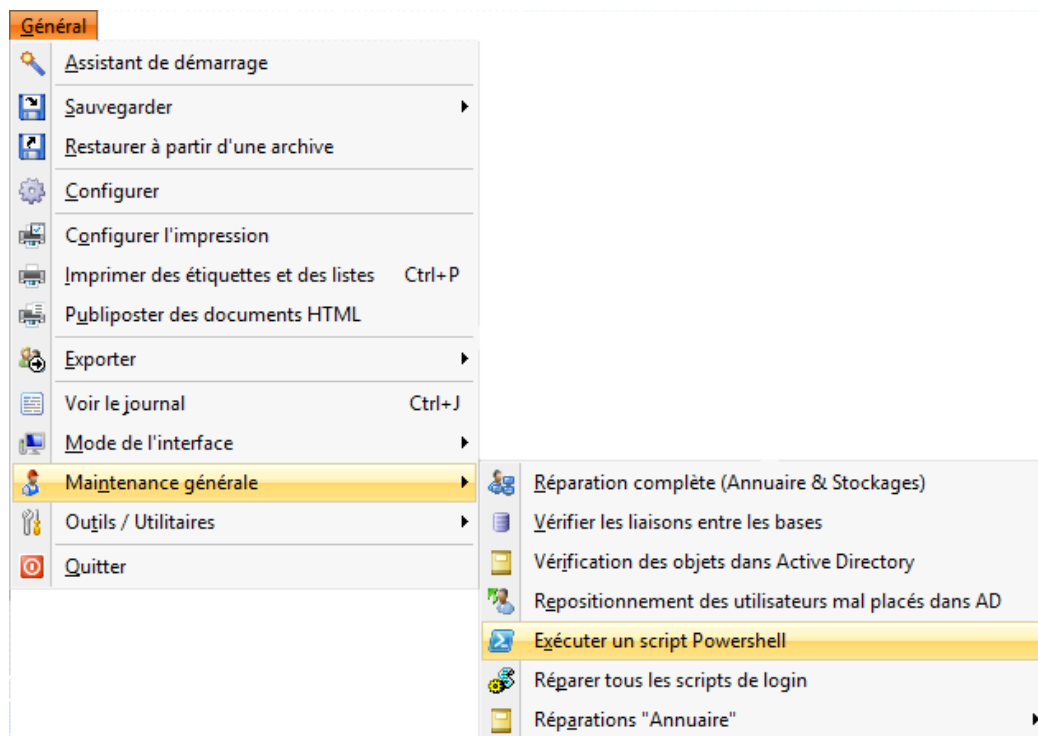 Général
Assistant de démarrage
Sauvegarder
Restaurer à partir d'une archive
Configurer
Configurer l'impression
Imprimer des étiquettes et des listes Ctrl+P
Publiposter des documents HTML
Exporter
Voir le journal Ctrl+J
Mode de l'interface
Maintenance générale
Outils / Utilitaires
Quitter
Réparation complète (Annuaire & Stockages)
Vérifier les liaisons entre les bases
Vérification des objets dans Active Directory
Repositionnement des utilisateurs mal placés dans AD
Exécuter un script Powershell
Réparer tous les scripts de login
Réparations "Annuaire"